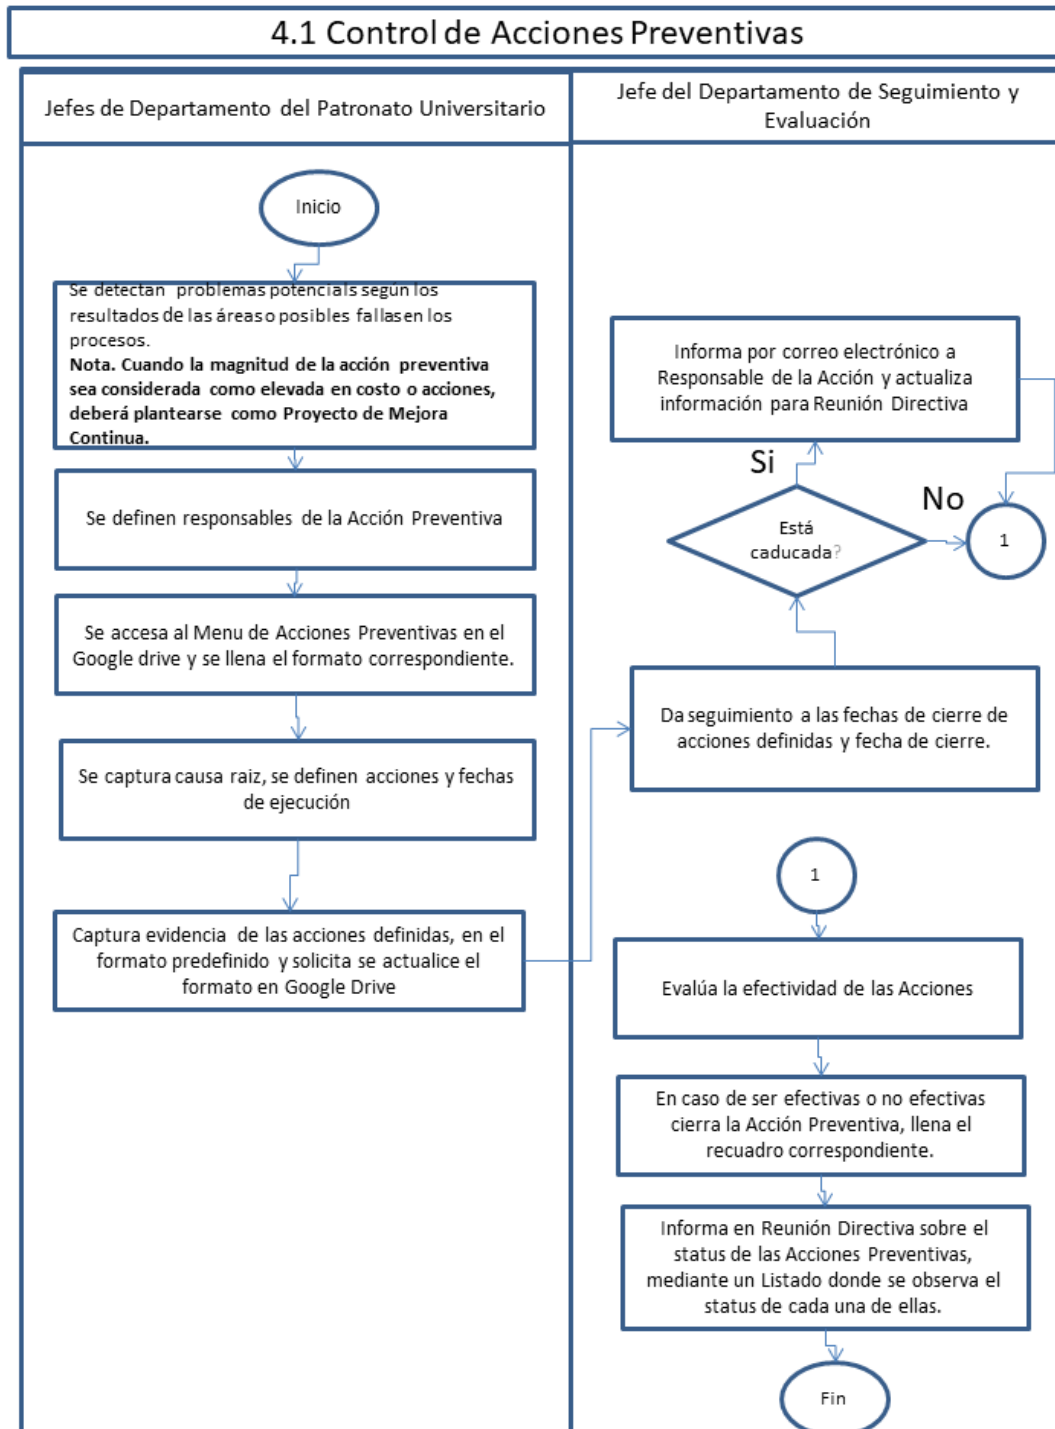 4.1 Control de Acciones Preventivas
Jefes de Departamento del Patronato Universitario
Jefe del Departamento de Seguimiento y
Evaluación
Inicio
Se detectan problemas potencials según los
resultados de las áreas o posibles fallas en los
procesos.
Nota. Cuando la magnitud de la acción preventiva
sea considerada como elevada en costo o acciones,
deberá plantearse como Proyecto de Mejora
Continua.
Se definen responsables de la Acción Preventiva
Se accesa al Menu de Acciones Preventivas en el
Google drive y se llena el formato correspondiente.
Se captura causa raiz, se definen acciones y fechas
de ejecución
Captura evidencia de las acciones definidas, en el
formato predefinido y solicita se actualice el
formato en Google Drive
Informa por correo electrónico a
Responsable de la Acción y actualiza
información para Reunión Directiva
Si
No
Está
caducada?
1
Da seguimiento a las fechas de cierre de
acciones definidas y fecha de cierre.
1
Evalúa la efectividad de las Acciones
En caso de ser efectivas o no efectivas
cierra la Acción Preventiva, llena el
recuadro correspondiente.
Informa en Reunión Directiva sobre el
status de las Acciones Preventivas,
mediante un Listado donde se observa el
status de cada una de ellas.
Fin